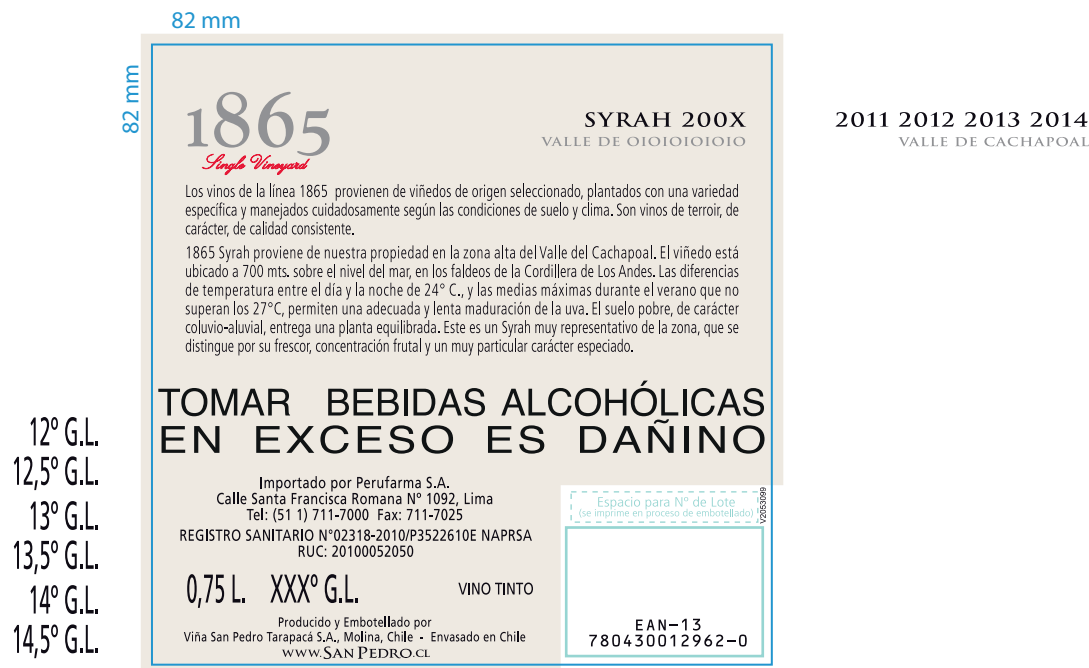 82 mm
82 mm
1865
Single Vineyard
SYRAH 200X
VALLE DE OIOIOIOIOIO
2011 2012 2013 2014
VALLE DE CACHAPOAL
Los vinos de la línea 1865 provienen de viñedos de origen seleccionado, plantados con una variedad
específica y manejados cuidadosamente según las condiciones de suelo y clima. Son vinos de terroir, de
carácter, de calidad consistente.
1865 Syrah proviene de nuestra propiedad en la zona alta del Valle del Cachapoal. El viñedo está
ubicado a 700 mts. sobre el nivel del mar, en los faldeos de la Cordillera de Los Andes. Las diferencias
de temperatura entre el día y la noche de 24° C., y las medias máximas durante el verano que no
superan los 27°C, permiten una adecuada y lenta maduración de la uva. El suelo pobre, de carácter
coluvio-aluvial, entrega una planta equilibrada. Este es un Syrah muy representativo de la zona, que se
distingue por su frescor, concentración frutal y un muy particular carácter especiado.
TOMAR BEBIDAS ALCOHÓLICAS
EN EXCESO ES DAÑINO
12º G.L.
12,5º G.L.
13º G.L.
13,5º G.L.
14º G.L.
14,5º G.L.
Importado por Perufarma S.A.
Calle Santa Francisca Romana Nº 1092, Lima
Tel: (51 1) 711-7000 Fax: 711-7025
REGISTRO SANITARIO N°02318-2010/P3522610E NAPRSA
RUC: 20100052050
0,75 L. XXXº G.L.
VINO TINTO
Producido y Embotellado por
Viña San Pedro Tarapacá S.A., Molina, Chile - Envasado en Chile
WWW.SAN PEDRO.CL
Espacio para Nº de Lote
(se imprime en proceso de embotellado)
V2053099
EAN-13
780430012962-0